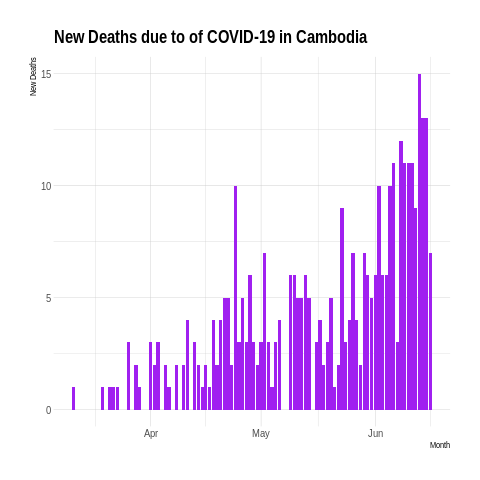 New Deaths due to of COVID-19 in Cambodia
New Deaths
15
10
5
0
Apr May Jun
Month